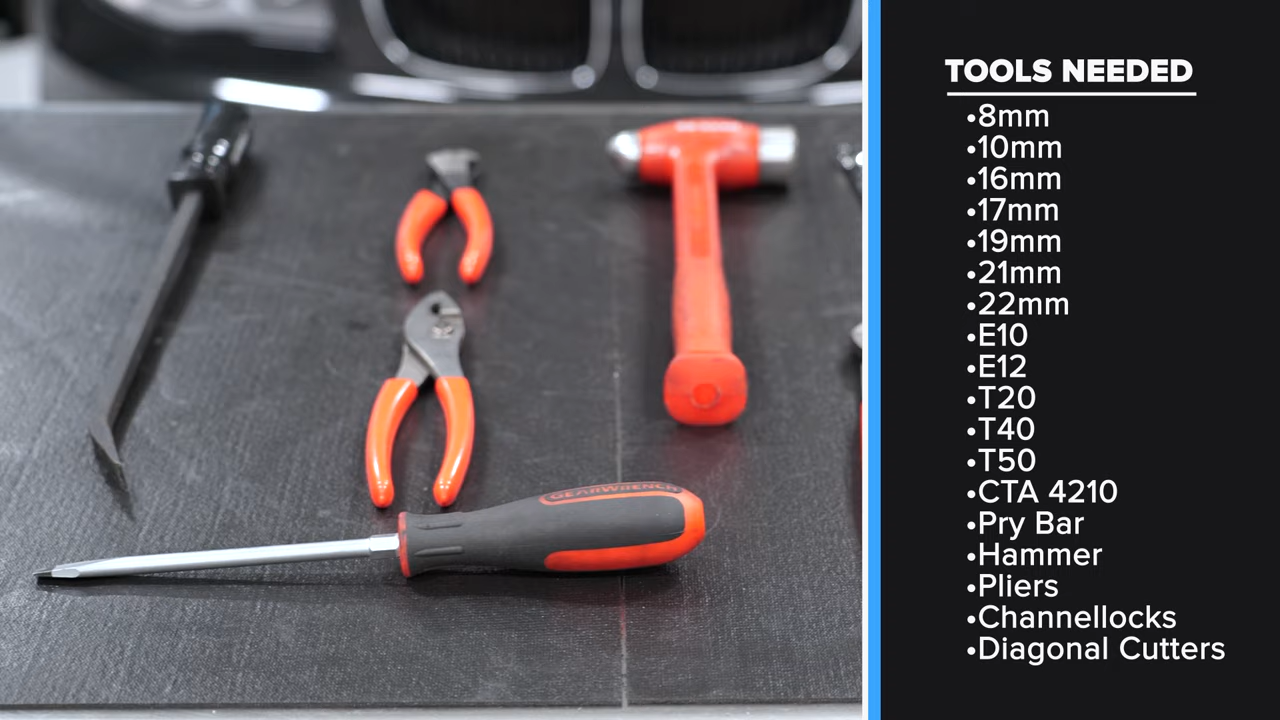 GEARWRENCH
TOOLS NEEDED
•8mm
•10mm
•16mm
•17mm
•19mm
•21mm
•22mm
•E10
•E12
•T20
•T40
•T50
•CTA 4210
•Pry Bar
•Hammer
•Pliers
•Channellocks
•Diagonal Cutters